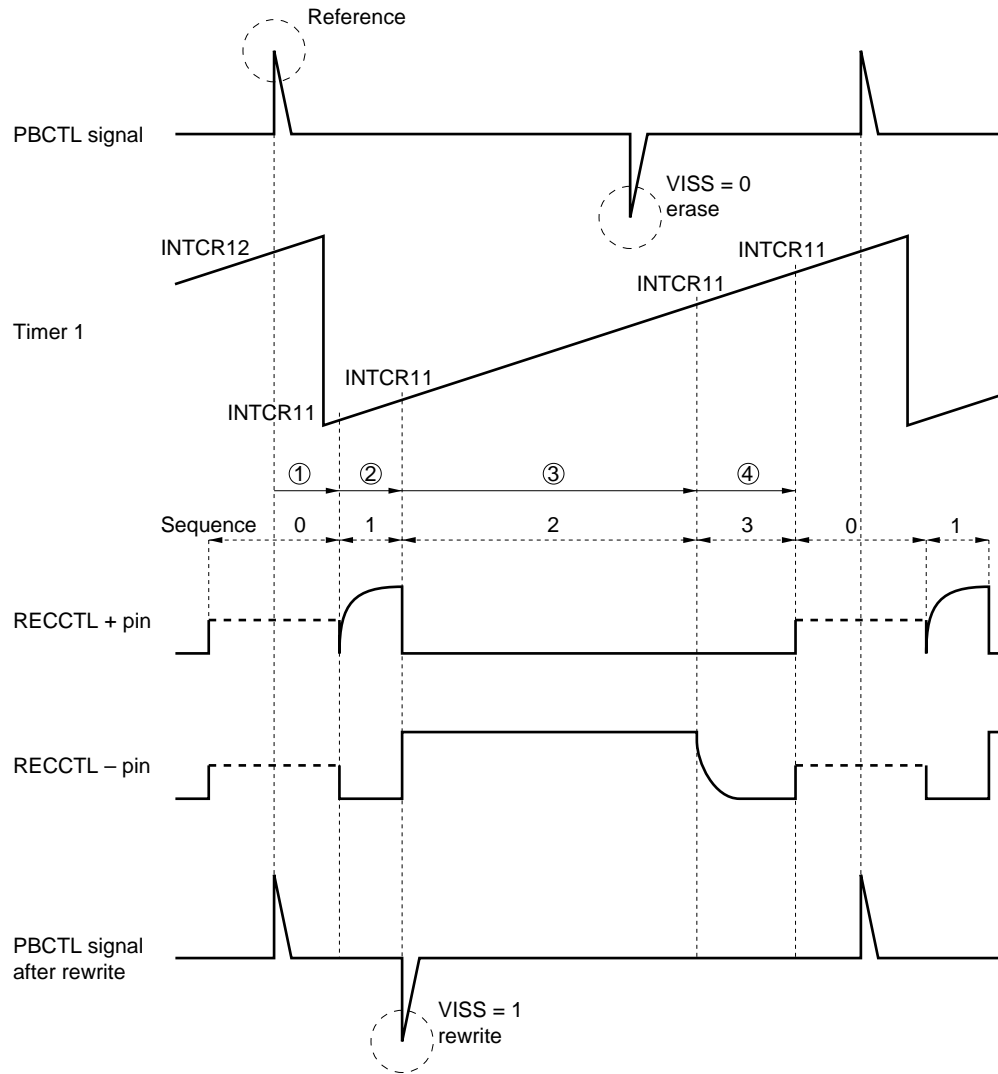 Reference
PBCTL signal
VISS = 0
erase
INTCR12
INTCR11
INTCR11
Timer 1
INTCR11
INTCR11
① ② ③ ④
Sequence 0 1 2 3 0 1
RECCTL + pin
RECCTL – pin
PBCTL signal
after rewrite
VISS = 1
rewrite